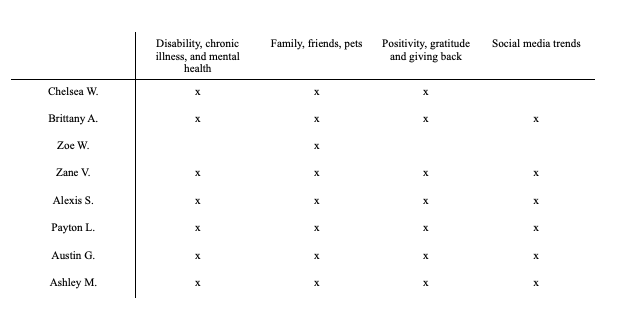 Disability, chronic illness, and mental health Family, friends, pets Positivity, gratitude and giving back Social media trends
Chelsea W. x x x
Brittany A. x x x x
Zoe W. x
Zane V. x x x x
Alexis S. x x x x
Payton L. x x x x
Austin G. x x x x
Ashley M. x x x x